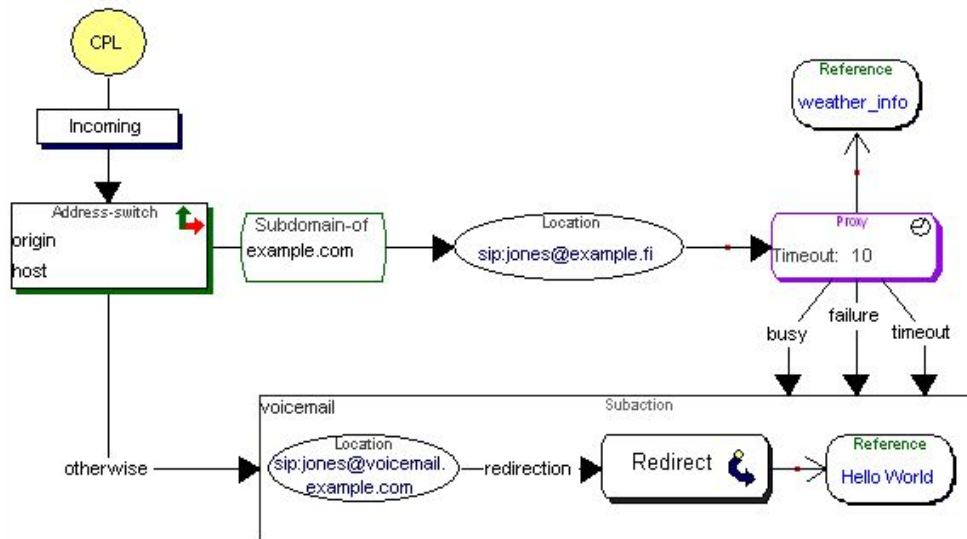 CPL
Incoming
Reference
weather_info
Address-switch
origin
host
Subdomain-of
example.com
Location
sip:jones@example.fi
Proxy
Timeout: 10
busy
failure
timeout
otherwise
voicemail
Subaction
Location
sip:jones@voicemail.
example.com
redirection
Redirect
Reference
Hello World